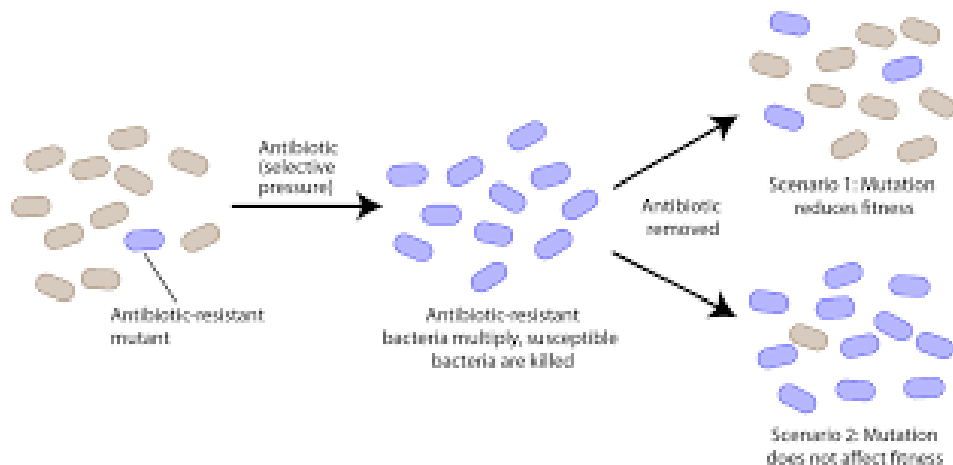 Antibiotic
(selective
pressure)
Antibiotic-resistant
mutant
Antibiotic-resistant
bacteria multiply, susceptible
bacteria are killed
Antibiotic
removed
Scenario 1: Mutation
reduces fitness
Scenario 2: Mutation
does not affect fitness